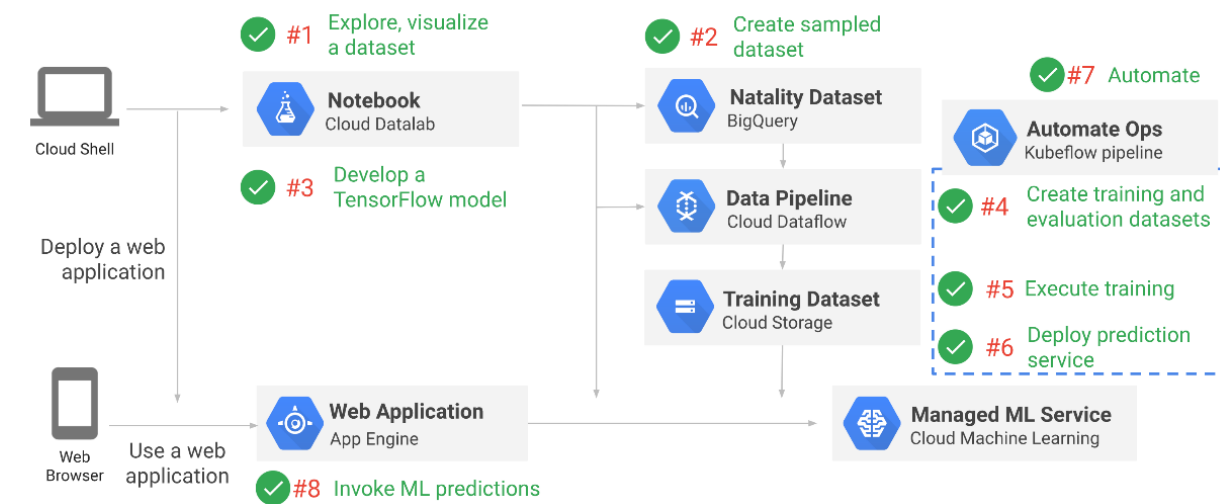 #1 Explore, visualize
a dataset
#2 Create sampled
dataset
#7 Automate
Notebook
Cloud Datalab
Natality Dataset
BigQuery
Automate Ops
Kubeflow pipeline
Cloud Shell
#3 Develop a
TensorFlow model
Data Pipeline
Cloud Dataflow
#4 Create training and
evaluation datasets
Deploy a web
application
Training Dataset
Cloud Storage
#5 Execute training
#6 Deploy prediction
service
Web Application
App Engine
Managed ML Service
Cloud Machine Learning
Web
Browser
Use a web
application
#8 Invoke ML predictions